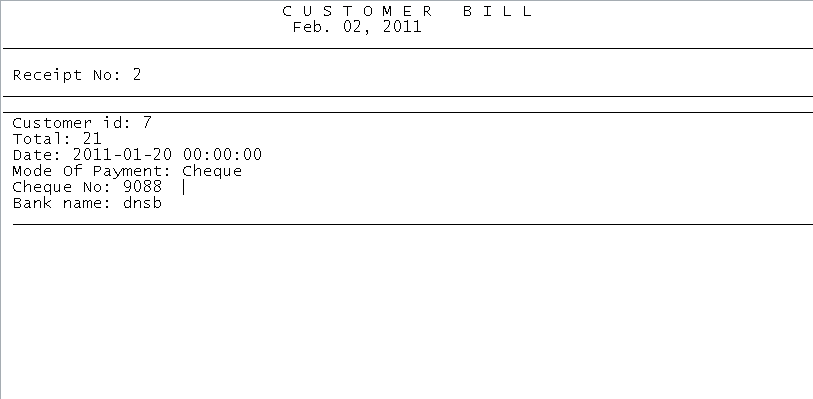 C U S T O M E R   B I L L
Feb. 02, 2011
Receipt No: 2
Customer id: 7
Total: 21
Date: 2011-01-20 00:00:00
Mode Of Payment: Cheque
Cheque No: 9088
Bank name: dnsb